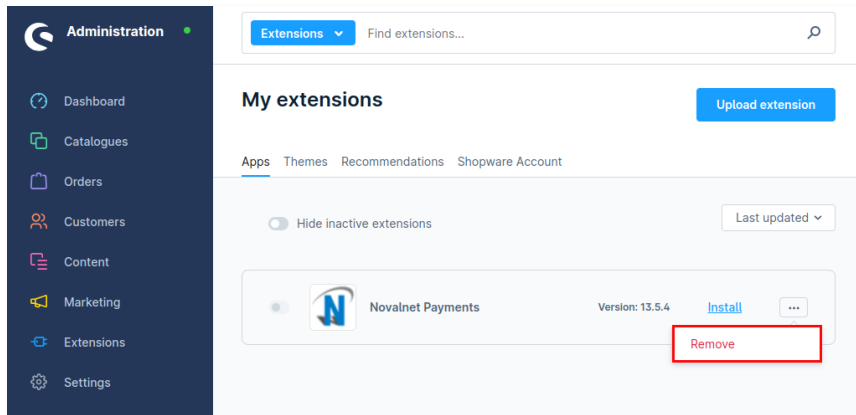 Administration
Extensions
Find extensions...
Dashboard
Catalogues
Orders
Customers
Content
Marketing
Extensions
Settings
My extensions
Upload extension
Apps Themes Recommendations Shopware Account
Hide inactive extensions
Last updated
Novalnet Payments
Version: 13.5.4
Install
Remove